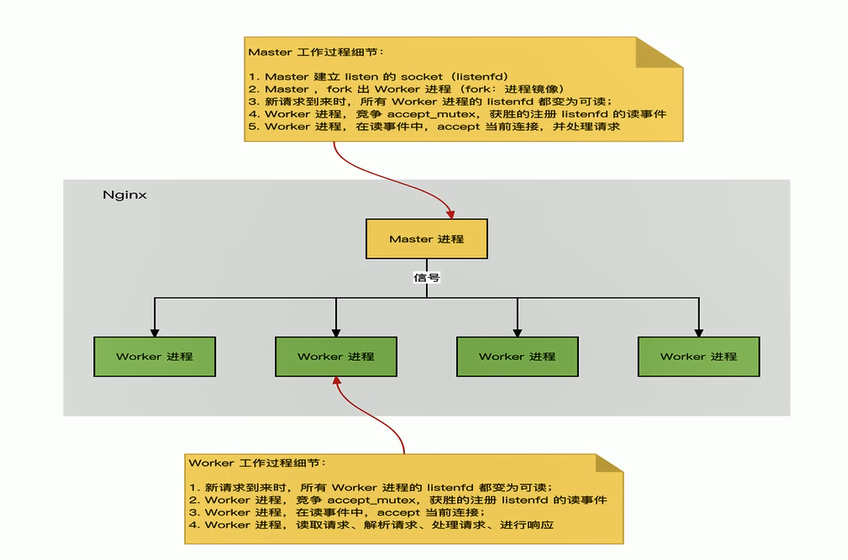 Master 工作过程细节：
1. Master 建立 listen 的 socket（listenfd）
2. Master ，fork 出 Worker 进程（fork：进程镜像）
3. 新请求到来时，所有 Worker 进程的 listenfd 都变为可读；
4. Worker 进程，竞争 accept_mutex，获胜的注册 listenfd 的读事件
5. Worker 进程，在读事件中，accept 当前连接，并处理请求
Nginx
Master 进程
信号
Worker 进程
Worker 进程
Worker 进程
Worker 进程
Worker 工作过程细节：
1. 新请求到来时，所有 Worker 进程的 listenfd 都变为可读；
2. Worker 进程，竞争 accept_mutex，获胜的注册 listenfd 的读事件
3. Worker 进程，在读事件中，accept 当前连接；
4. Worker 进程，读取请求、解析请求、处理请求、进行响应